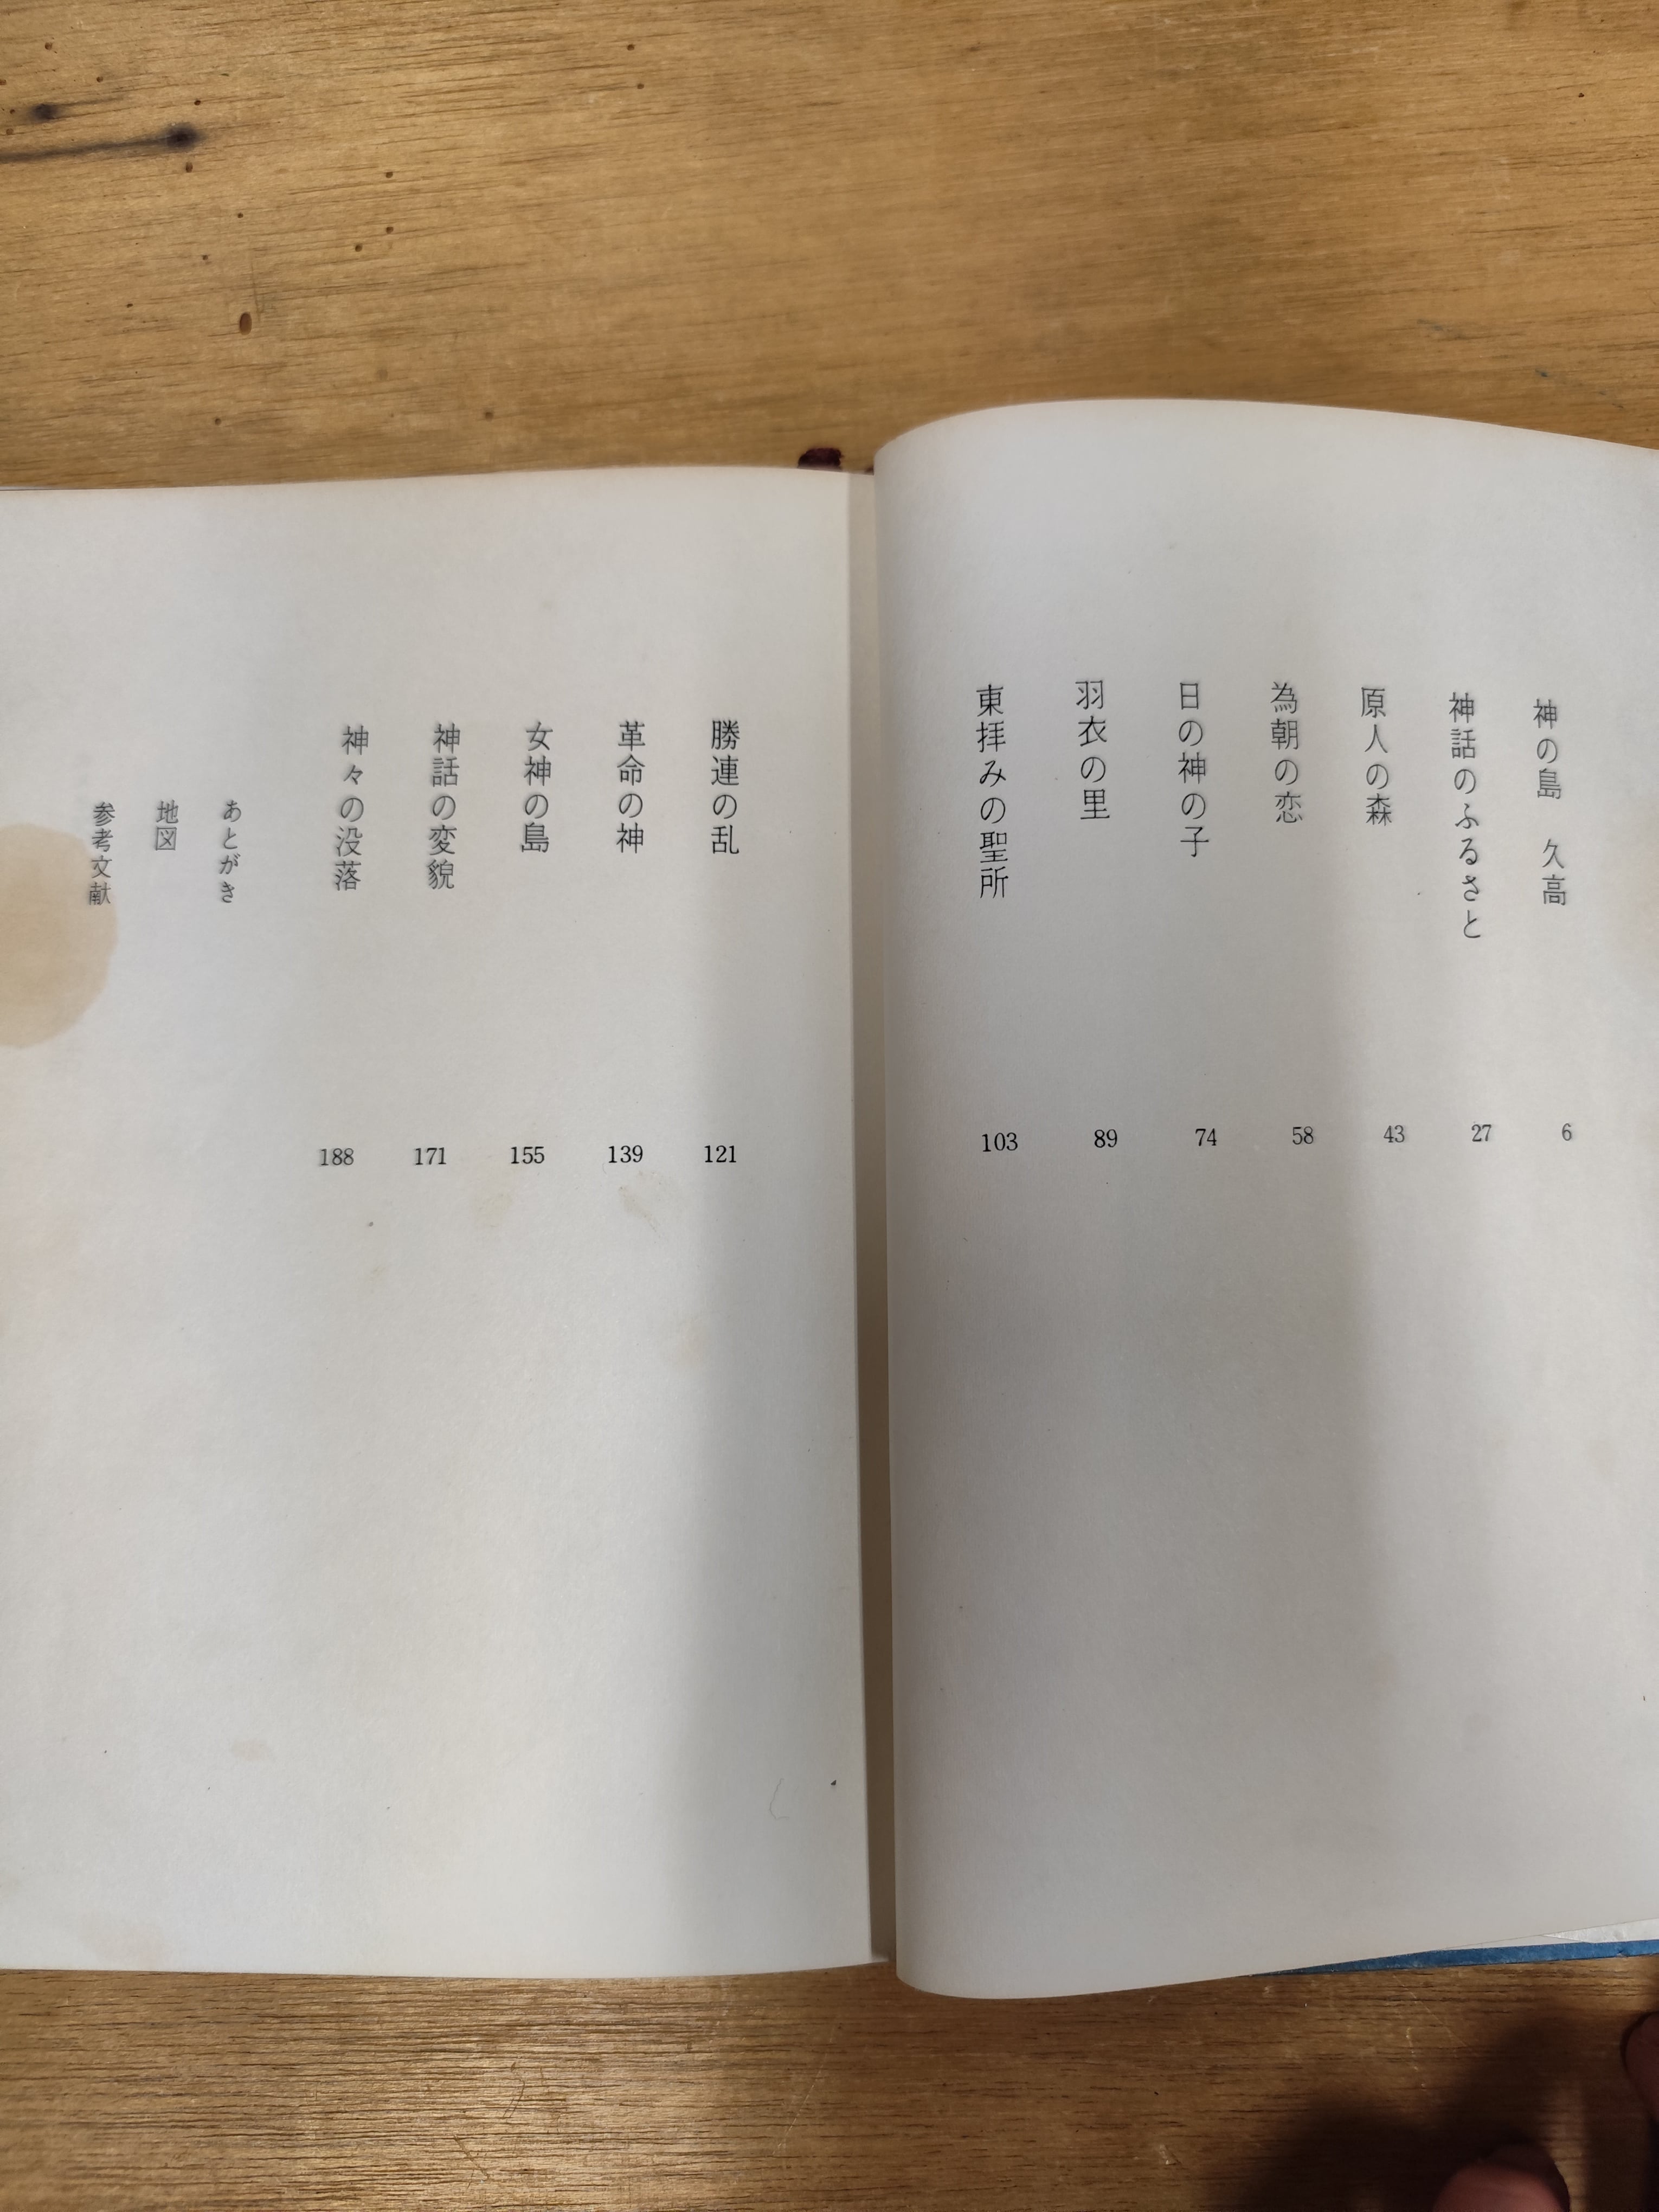 神の島　久高
6
神話のふるさと
27
原人の森
43
為朝の恋
58
日の神の子
74
羽衣の里
89
東拝みの聖所
103
勝連の乱
121
革命の神
139
女神の島
155
神話の変貌
171
神々の没落
188
あとがき
地図
参考文献